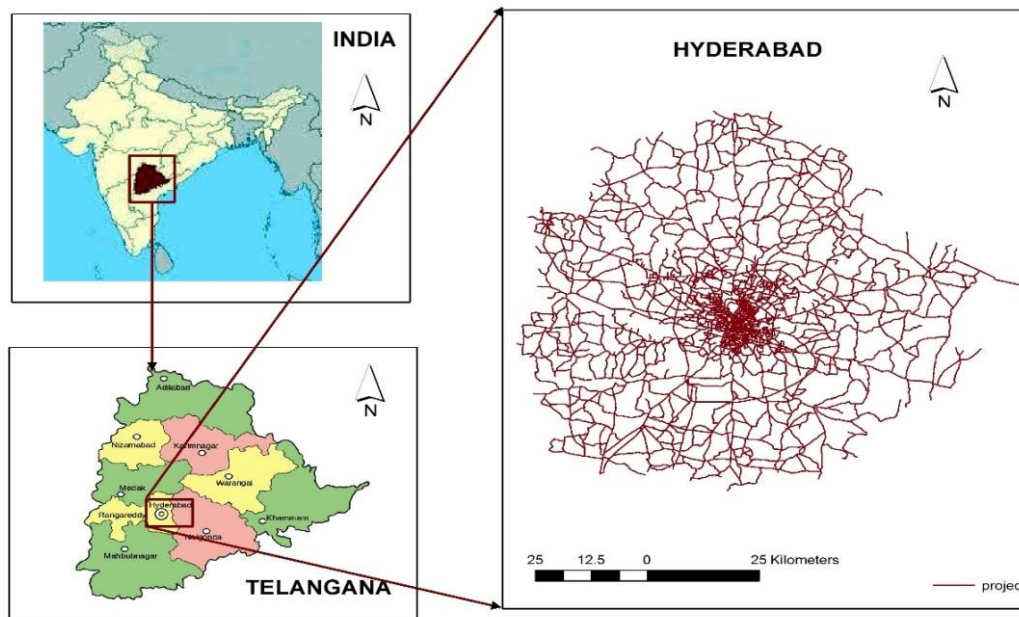 INDIA
N
HYDERABAD
N
N
Adilabad
Nizamabad
Karimnagar
Warangal
Medak
Hyderabad
Rangareddy
Khammam
Nalgonda
Mahbubnagar
TELANGANA
25 12.5 0 25 Kilometers
projec